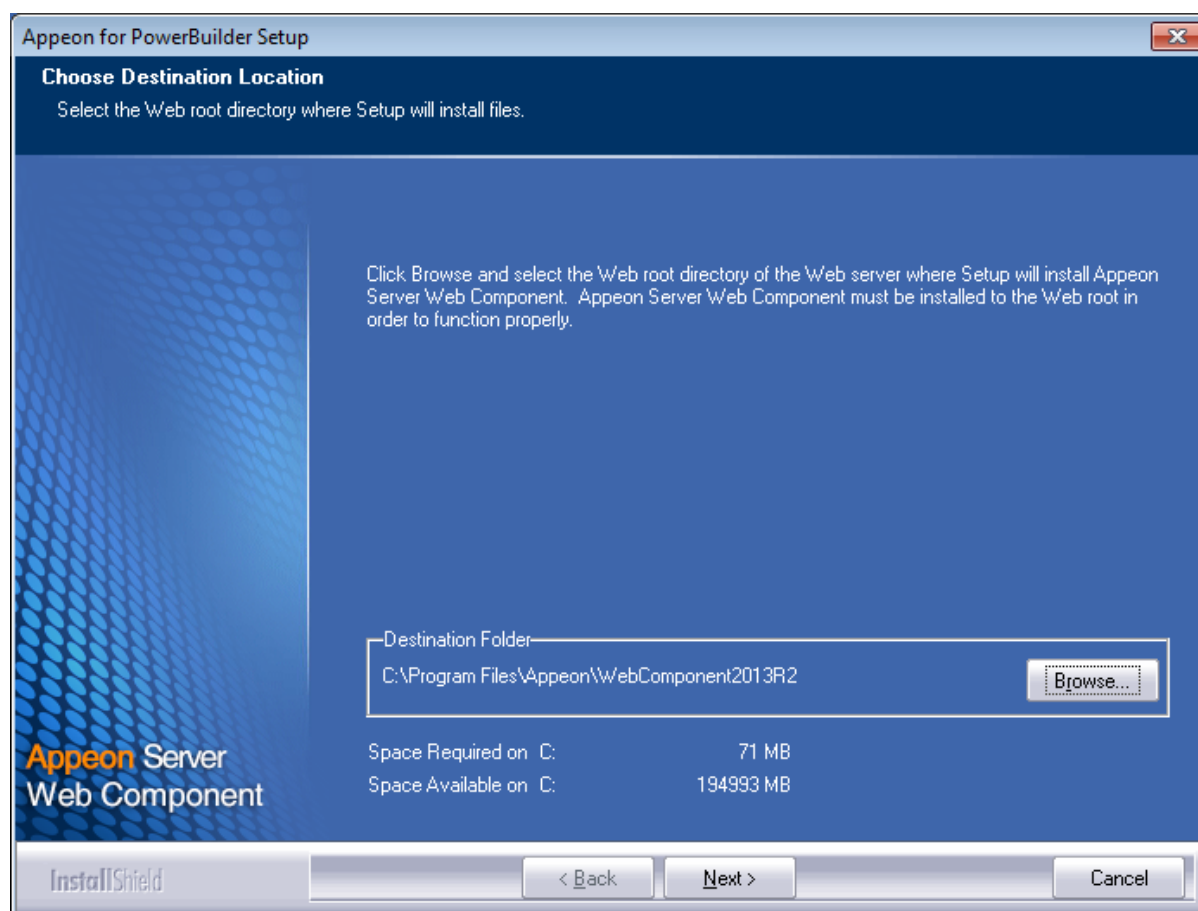 Appeon for PowerBuilder Setup
Choose Destination Location
Select the Web root directory where Setup will install files.
Click Browse and select the Web root directory of the Web server where Setup will install Appeon
Server Web Component.  Appeon Server Web Component must be installed to the Web root in
order to function properly.
Destination Folder
C:\Program Files\Appeon\WebComponent2013R2
Browse...
Space Required on  C: 71 MB
Space Available on  C: 194993 MB
Appeon Server
Web Component
InstallShield
< Back
Next >
Cancel